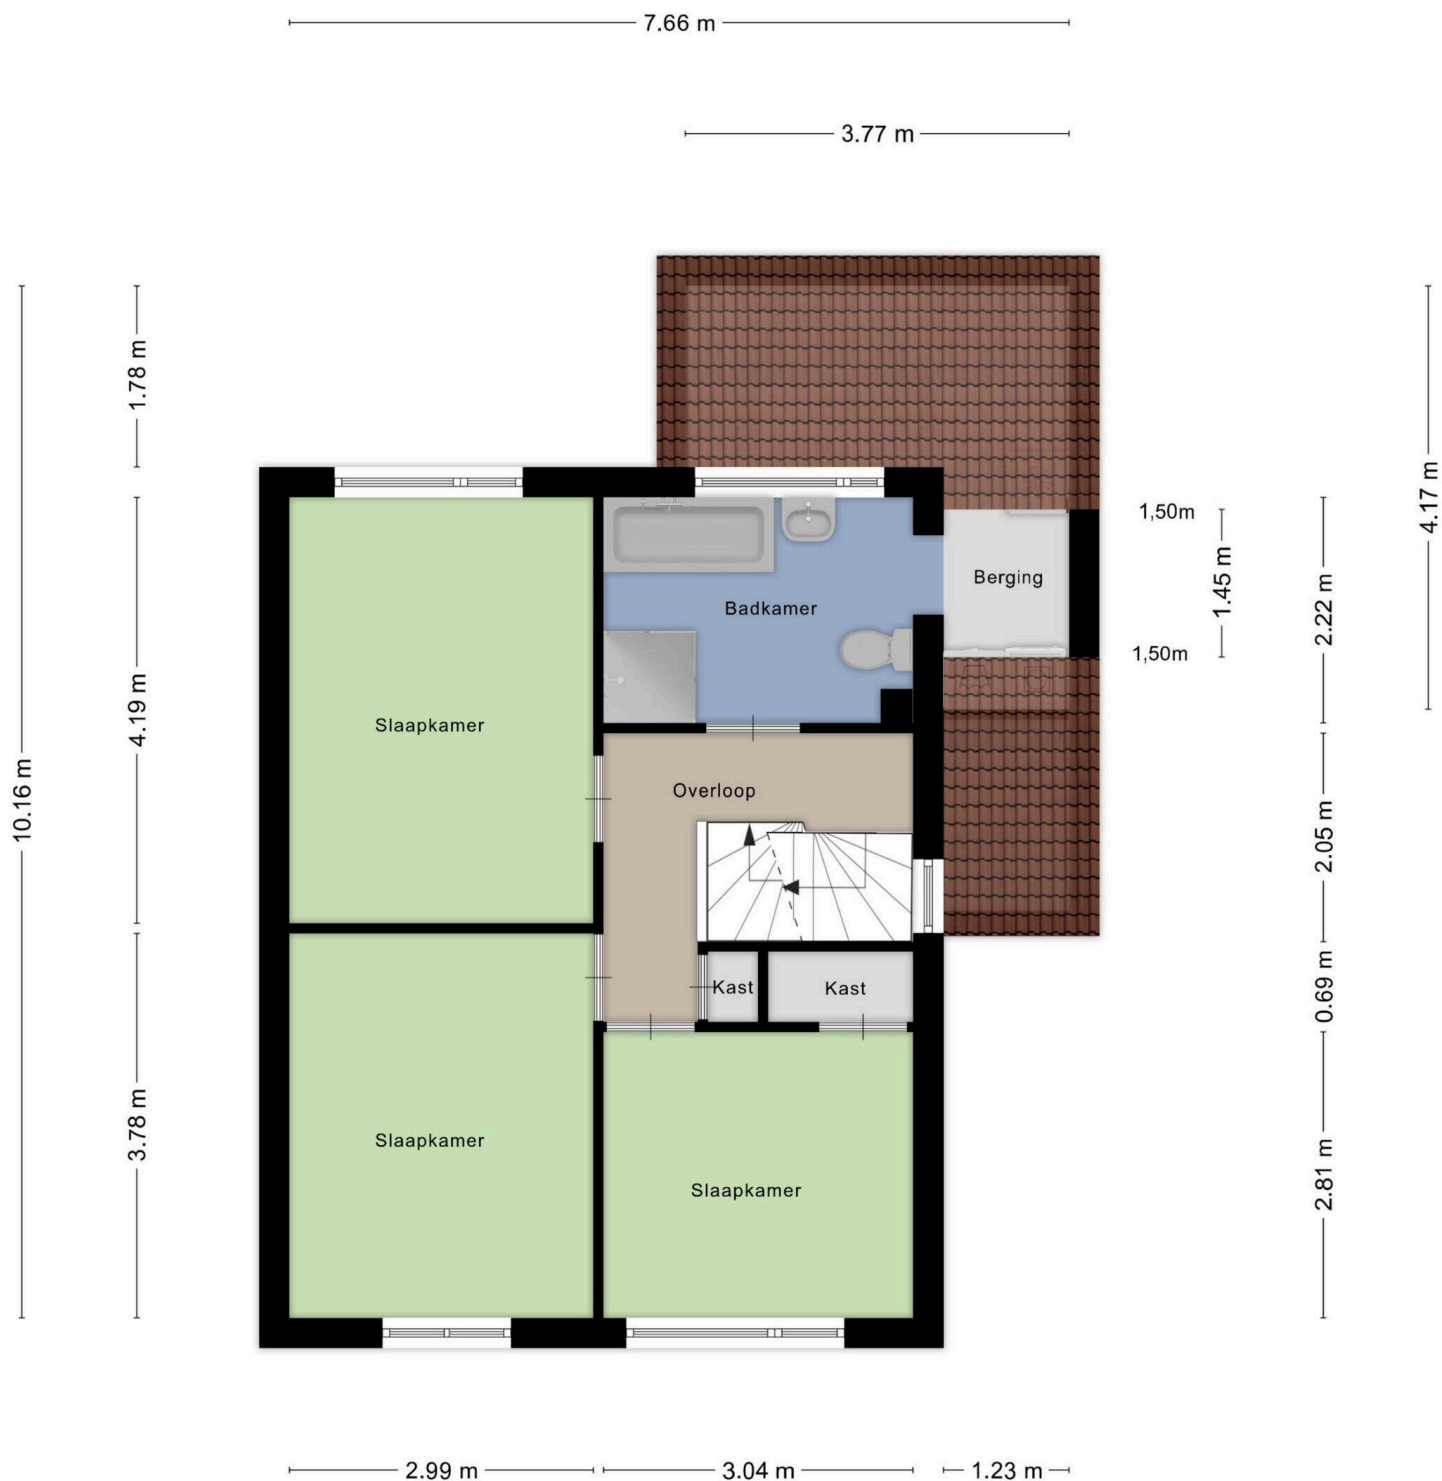 7.66 m
3.77 m
1.78 m
4.17 m
1,50m
1.45 m
Berging
2.22 m
Badkamer
1,50m
4.19 m
Slaapkamer
10.16 m
Overloop
2.05 m
Kast
Kast
0.69 m
3.78 m
Slaapkamer
2.81 m
Slaapkamer
2.99 m
3.04 m
1.23 m